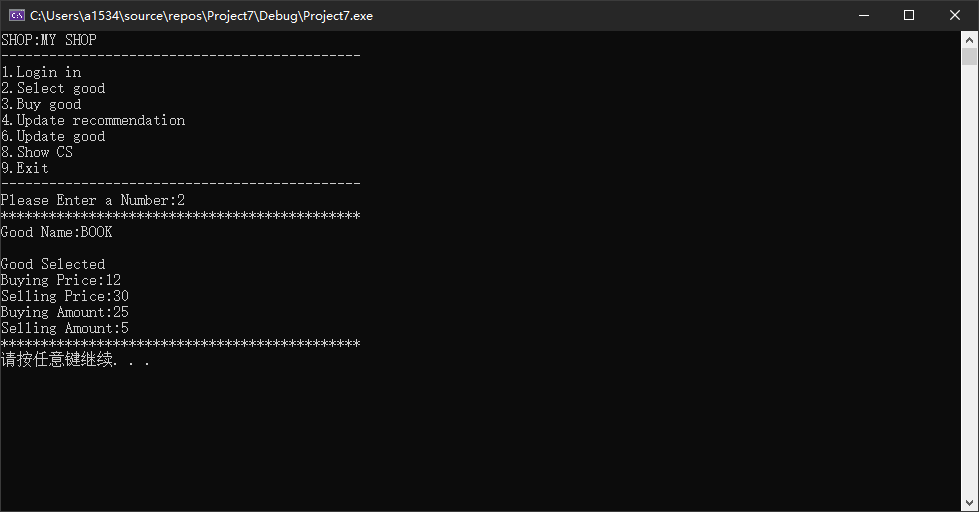 C:\Users\a1534\source\repos\Project7\Debug\Project7.exe
SHOP:MY SHOP
---------------------------------------------
1.Login in
2.Select good
3.Buy good
4.Update recommendation
6.Update good
8.Show CS
9.Exit
---------------------------------------------
Please Enter a Number:2
*********************************************
Good Name:BOOK
Good Selected
Buying Price:12
Selling Price:30
Buying Amount:25
Selling Amount:5
*********************************************
请按任意键继续. . .